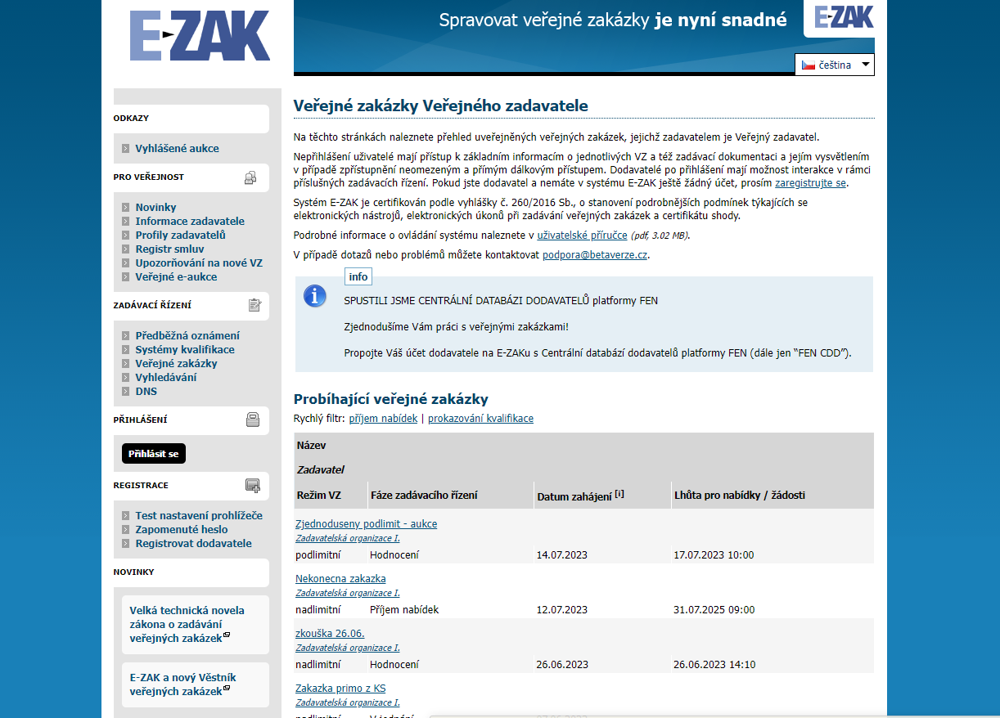 E-ZAK
Spravovat veřejné zakázky je nyní snadné
E-ZAK
čeština
ODKAZY
Vyhlášené aukce
PRO VEŘEJNOST
Novinky
Informace zadavatele
Profily zadavatelů
Registr smluv
Upozorňování na nové VZ
Veřejné e-aukce
ZADÁVACÍ ŘÍZENÍ
Předběžná oznámení
Systémy kvalifikace
Veřejné zakázky
Vyhledávání
DNS
PŘIHLÁŠENÍ
Přihlásit se
REGISTRACE
Test nastavení prohlížeče
Zapomenuté heslo
Registrovat dodavatele
NOVINKY
Velká technická novela
zákona o zadávání
veřejných zakázek
E-ZAK a nový Věstník
veřejných zakázek
Veřejné zakázky Veřejného zadavatele
Na těchto stránkách naleznete přehled uveřejněných veřejných zakázek, jejichž zadavatelem je Veřejný zadavatel.
Nepřihlášení uživatelé mají přístup k základním informacím o jednotlivých VZ a též zadávací dokumentaci a jejím vysvětlením
v případě zpřístupnění neomezeným a přímým dálkovým přístupem. Dodavatelé po přihlášení mají možnost interakce v rámci
příslušných zadávacích řízení. Pokud jste dodavatel a nemáte v systému E-ZAK ještě žádný účet, prosím zaregistrujte se.
Systém E-ZAK je certifikován podle vyhlášky č. 260/2016 Sb., o stanovení podrobnějších podmínek týkajících se
elektronických nástrojů, elektronických úkonů při zadávání veřejných zakázek a certifikátu shody.
Podrobné informace o ovládání systému naleznete v uživatelské příručce (pdf, 3.02 MB).
V případě dotazů nebo problémů můžete kontaktovat podpora@betaverze.cz.
info
SPUSTILI JSME CENTRÁLNÍ DATABÁZI DODAVATELŮ platformy FEN
Zjednodušíme Vám práci s veřejnými zakázkami!
Propojte Váš účet dodavatele na E-ZAKu s Centrální databází dodavatelů platformy FEN (dále jen “FEN CDD”).
Probíhající veřejné zakázky
Rychlý filtr: příjem nabídek | prokazování kvalifikace
Název
Zadavatel
Režim VZ Fáze zadávacího řízení Datum zahájení [i] Lhůta pro nabídky / žádosti
Zjednoduseny podlimit - aukce
Zadavatelská organizace I.
podlimitní Hodnocení 14.07.2023 17.07.2023 10:00
Nekonecna zakazka
Zadavatelská organizace I.
nadlimitní Příjem nabídek 12.07.2023 31.07.2025 09:00
zkouška 26.06.
Zadavatelská organizace I.
nadlimitní Hodnocení 26.06.2023 26.06.2023 14:10
Zakazka primo z KS
Zadavatelská organizace I.